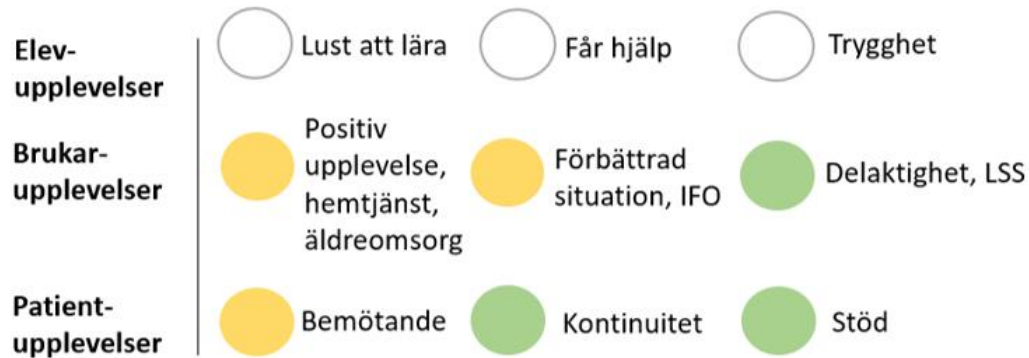 Elev-
upplevelser
Lust att lära
Får hjälp
Trygghet
Brukar-
upplevelser
Positiv
upplevelse,
hemtjänst,
äldreomsorg
Förbättrad
situation, IFO
Delaktighet, LSS
Patient-
upplevelser
Bemötande
Kontinuitet
Stöd